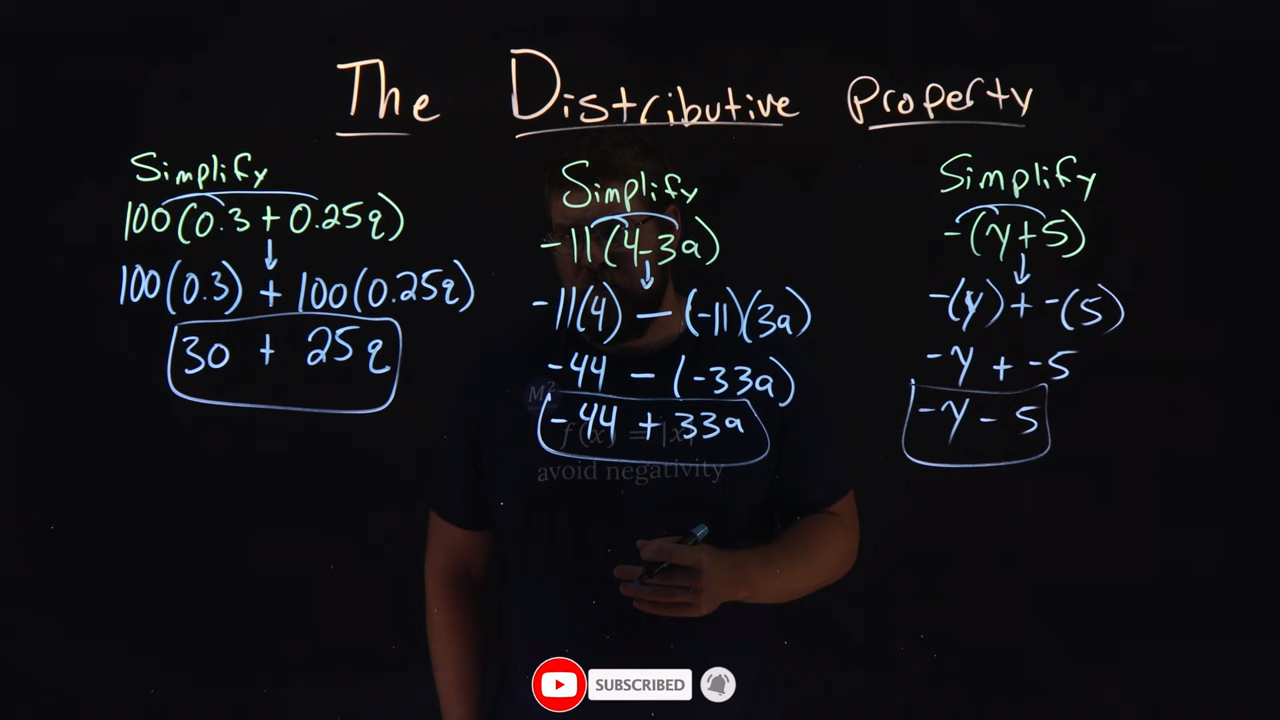 The Distributive Property
Simplify
100(0.3 + 0.25q)
100(0.3) + 100(0.25q)
30 + 25q
Simplify
-11(4-3a)
-11(4) - (-11)(3a)
-44 - (-33a)
-44 + 33a
Simplify
-(y+5)
-(y) + -(5)
-y + -5
-y - 5
M²
f(x) = |x|
avoid negativity
SUBSCRIBED